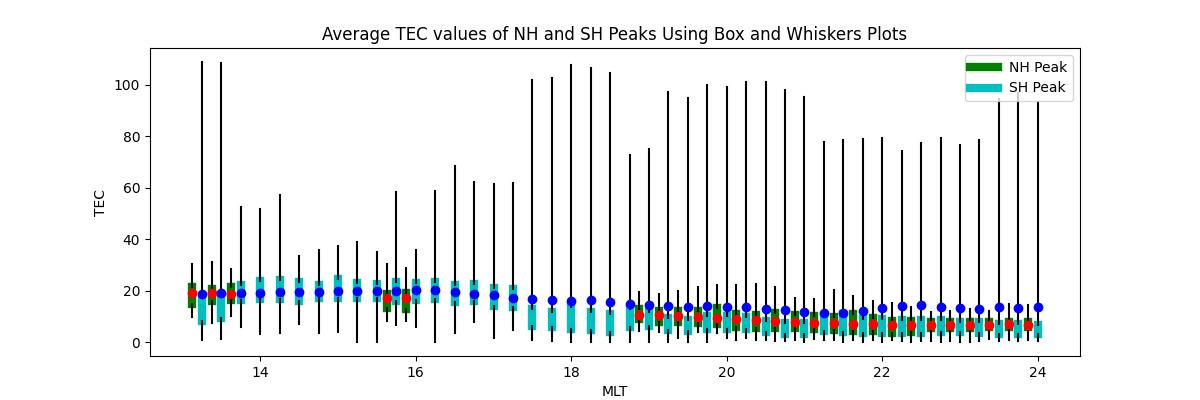 Average TEC values of NH and SH Peaks Using Box and Whiskers Plots
NH Peak
SH Peak
100
80
60
40
20
0
TEC
14 16 18 20 22 24
MLT